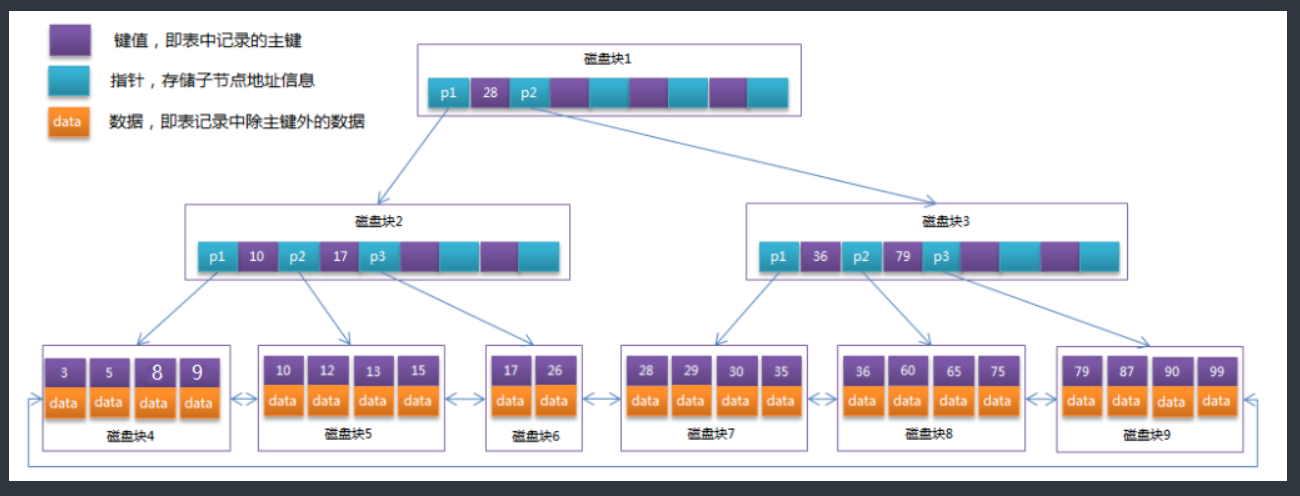 键值，即表中记录的主键
指针，存储子节点地址信息
data 数据，即表记录中除主键外的数据
磁盘块1
p1 28 p2
磁盘块2
p1 10 p2 17 p3
磁盘块3
p1 36 p2 79 p3
3 5 8 9
data data data data
磁盘块4
10 12 13 15
data data data data
磁盘块5
17 26
data data
磁盘块6
28 29 30 35
data data data data
磁盘块7
36 60 65 75
data data data data
磁盘块8
79 87 90 99
data data data data
磁盘块9